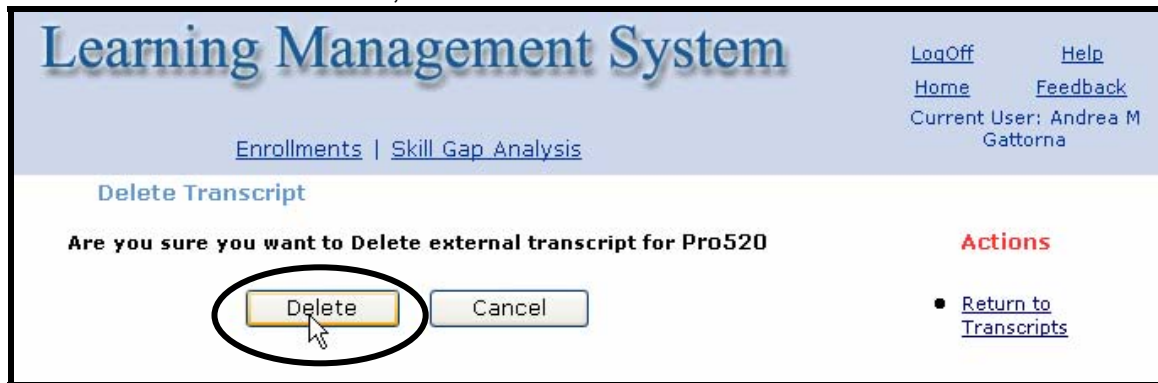 Learning Management System
LogOff Help
Home Feedback
Current User: Andrea M
Gattorna
Enrollments | Skill Gap Analysis
Delete Transcript
Are you sure you want to Delete external transcript for Pro520
Delete Cancel
Actions
• Return to
Transcripts